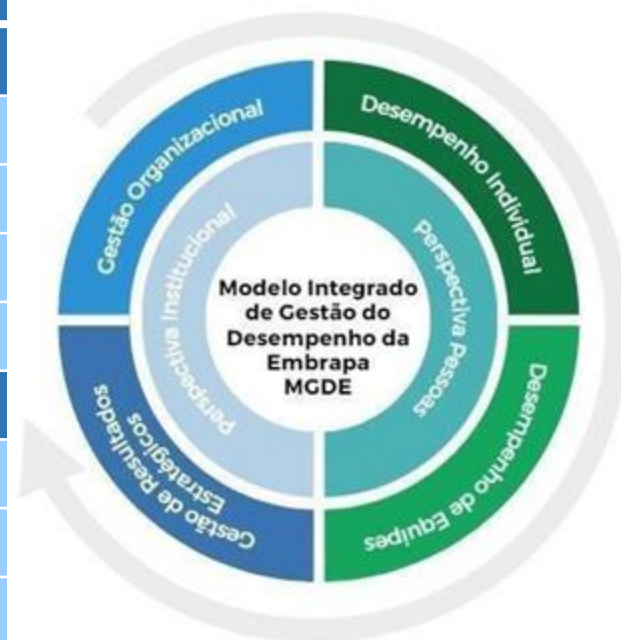 Gestão Organizacional
Desempenho Individual
Perspectiva Institucional
Perspectiva Pessoas
Modelo Integrado
de Gestão do
Desempenho da
Embrapa
MGDE
Gestão de Resultados
Estratégicos
Desempenho de Equipes